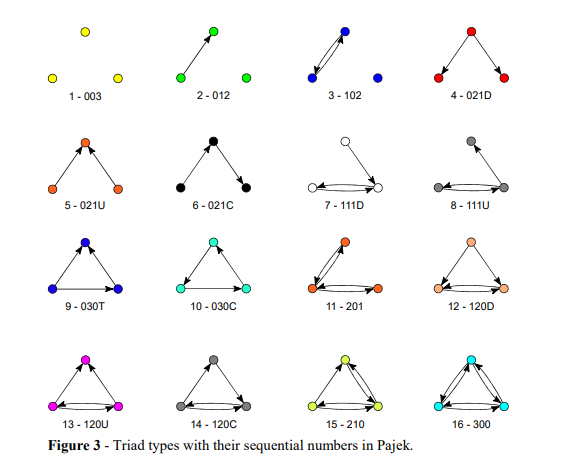 1 - 003
2 - 012
3 - 102
4 - 021D
5 - 021U
6 - 021C
7 - 111D
8 - 111U
9 - 030T
10 - 030C
11 - 201
12 - 120D
13 - 120U
14 - 120C
15 - 210
16 - 300
Figure 3 - Triad types with their sequential numbers in Pajek.